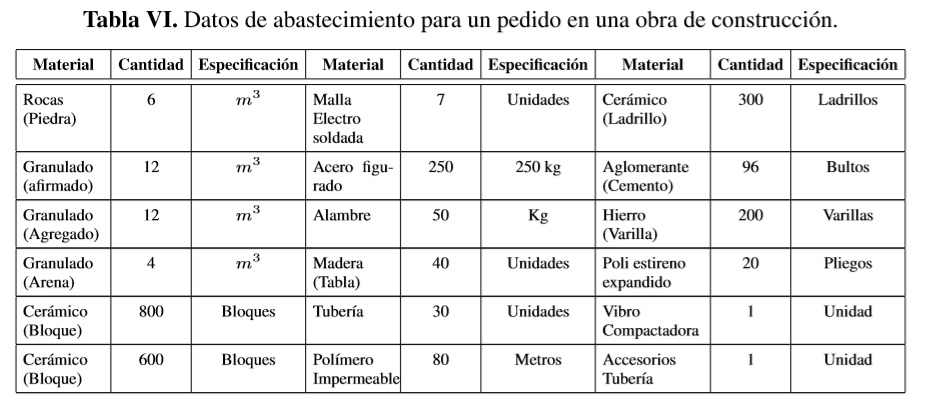 Tabla VI. Datos de abastecimiento para un pedido en una obra de construcción.
Material Cantidad Especificación Material Cantidad Especificación Material Cantidad Especificación
Rocas (Piedra) 6 m³ Malla Electro soldada 7 Unidades Cerámico (Ladrillo) 300 Ladrillos
Granulado (afirmado) 12 m³ Acero figu-rado 250 250 kg Aglomerante (Cemento) 96 Bultos
Granulado (Agregado) 12 m³ Alambre 50 Kg Hierro (Varilla) 200 Varillas
Granulado (Arena) 4 m³ Madera (Tabla) 40 Unidades Poli estireno expandido 20 Pliegos
Cerámico (Bloque) 800 Bloques Tubería 30 Unidades Vibro Compactadora 1 Unidad
Cerámico (Bloque) 600 Bloques Polímero Impermeable 80 Metros Accesorios Tubería 1 Unidad